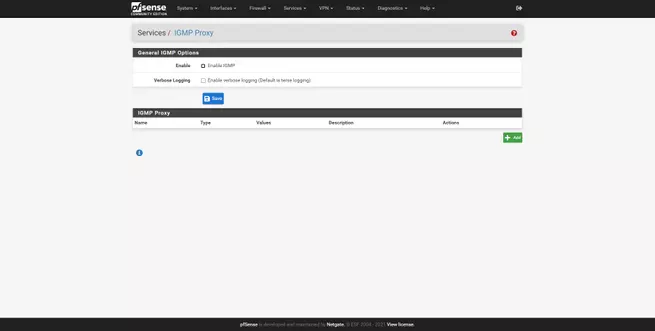 pfsense
COMMUNITY EDITION
System Interfaces Firewall Services VPN Status Diagnostics Help
Services / IGMP Proxy
General IGMP Options
Enable Enable IGMP
Verbose Logging Enable verbose logging (Default is terse logging)
Save
IGMP Proxy
Name Type Values Description Actions
Add
pfSense is developed and maintained by Netgate. © ESF 2004 - 2021 View license.